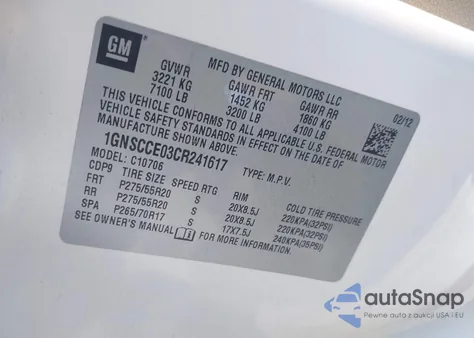 GM
MFD BY GENERAL MOTORS LLC
GVWR GAWR FRT GAWR RR 02/12
3221 KG 1452 KG 1860 KG
7100 LB 3200 LB 4100 LB
THIS VEHICLE CONFORMS TO ALL APPLICABLE U.S. FEDERAL MOTOR
VEHICLE SAFETY STANDARDS IN EFFECT ON THE DATE OF
MANUFACTURE SHOWN ABOVE.
1GNSCCE03CR241617 TYPE: M.P.V.
MODEL: C10706
CDP9 TIRE SIZE SPEED RTG RIM COLD TIRE PRESSURE
FRT P275/55R20 S 20X8.5J 220KPA(32PSI)
RR P275/55R20 S 20X8.5J 220KPA(32PSI)
SPA P265/70R17 S 17X7.5J 240KPA(35PSI)
SEE OWNER'S MANUAL FOR MORE INFORMATION.
autoSnap
Pewne auta z aukcji USA i EU